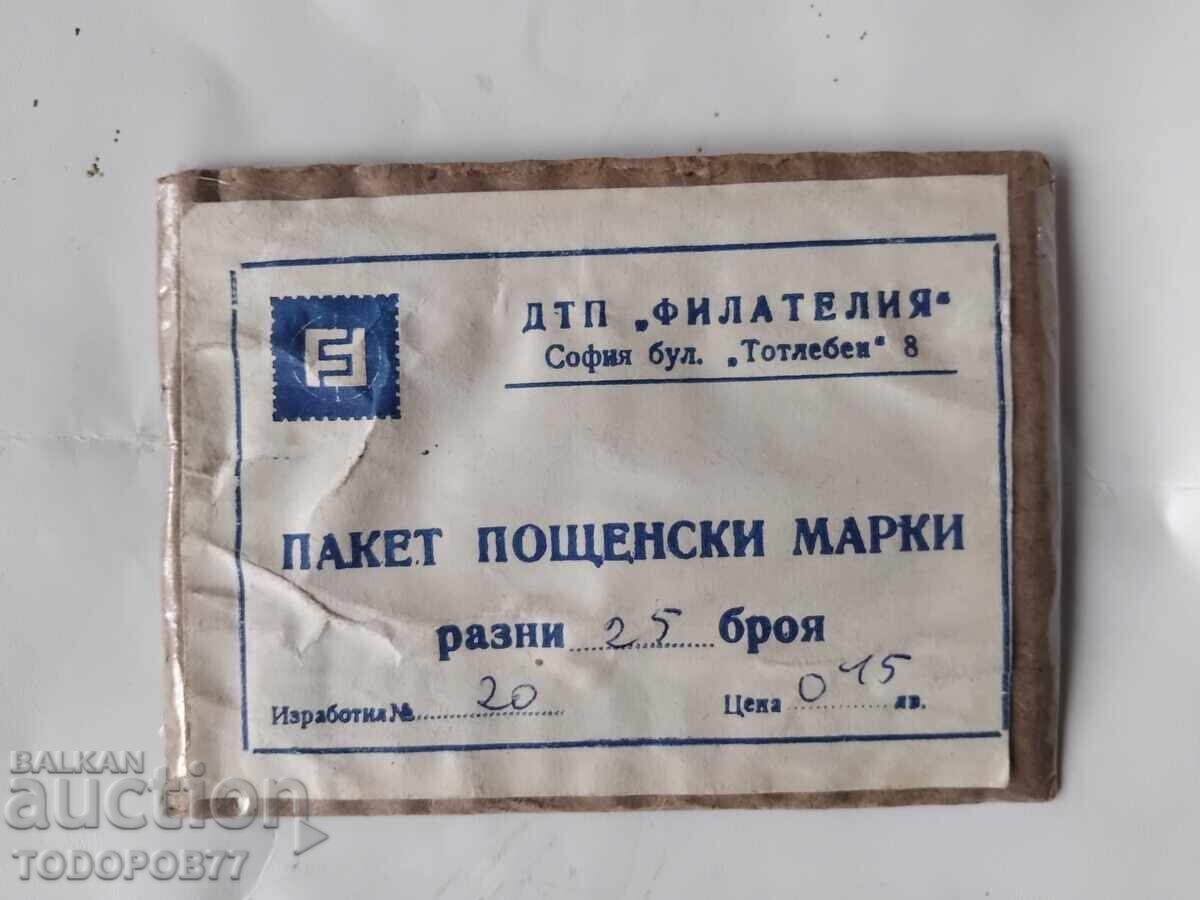 ДТП „ФИЛАТЕЛИЯ"
София бул. „Тотлебен" 8
ПАКЕТ ПОЩЕНСКИ МАРКИ
разни 25 броя
Изработил № 20 Цена 0 15 лв.
BALKAN
auction
TODOPOB77